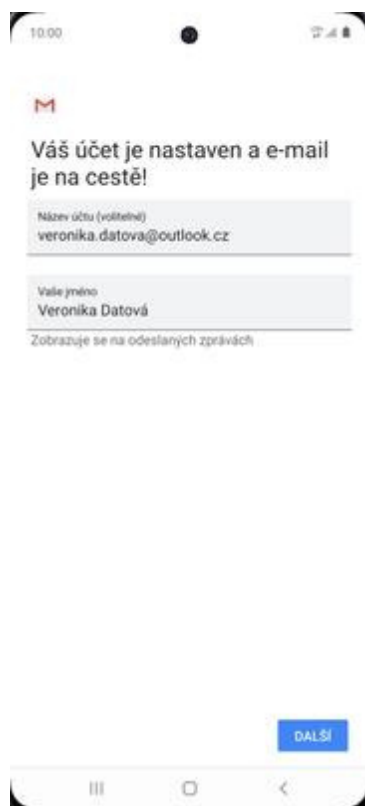 10:00
Váš účet je nastaven a e-mail
je na cestě!
Název účtu (volitelné)
veronika.datova@outlook.cz
Vaše jméno
Veronika Datová
Zobrazuje se na odeslaných zprávách
DALŠÍ